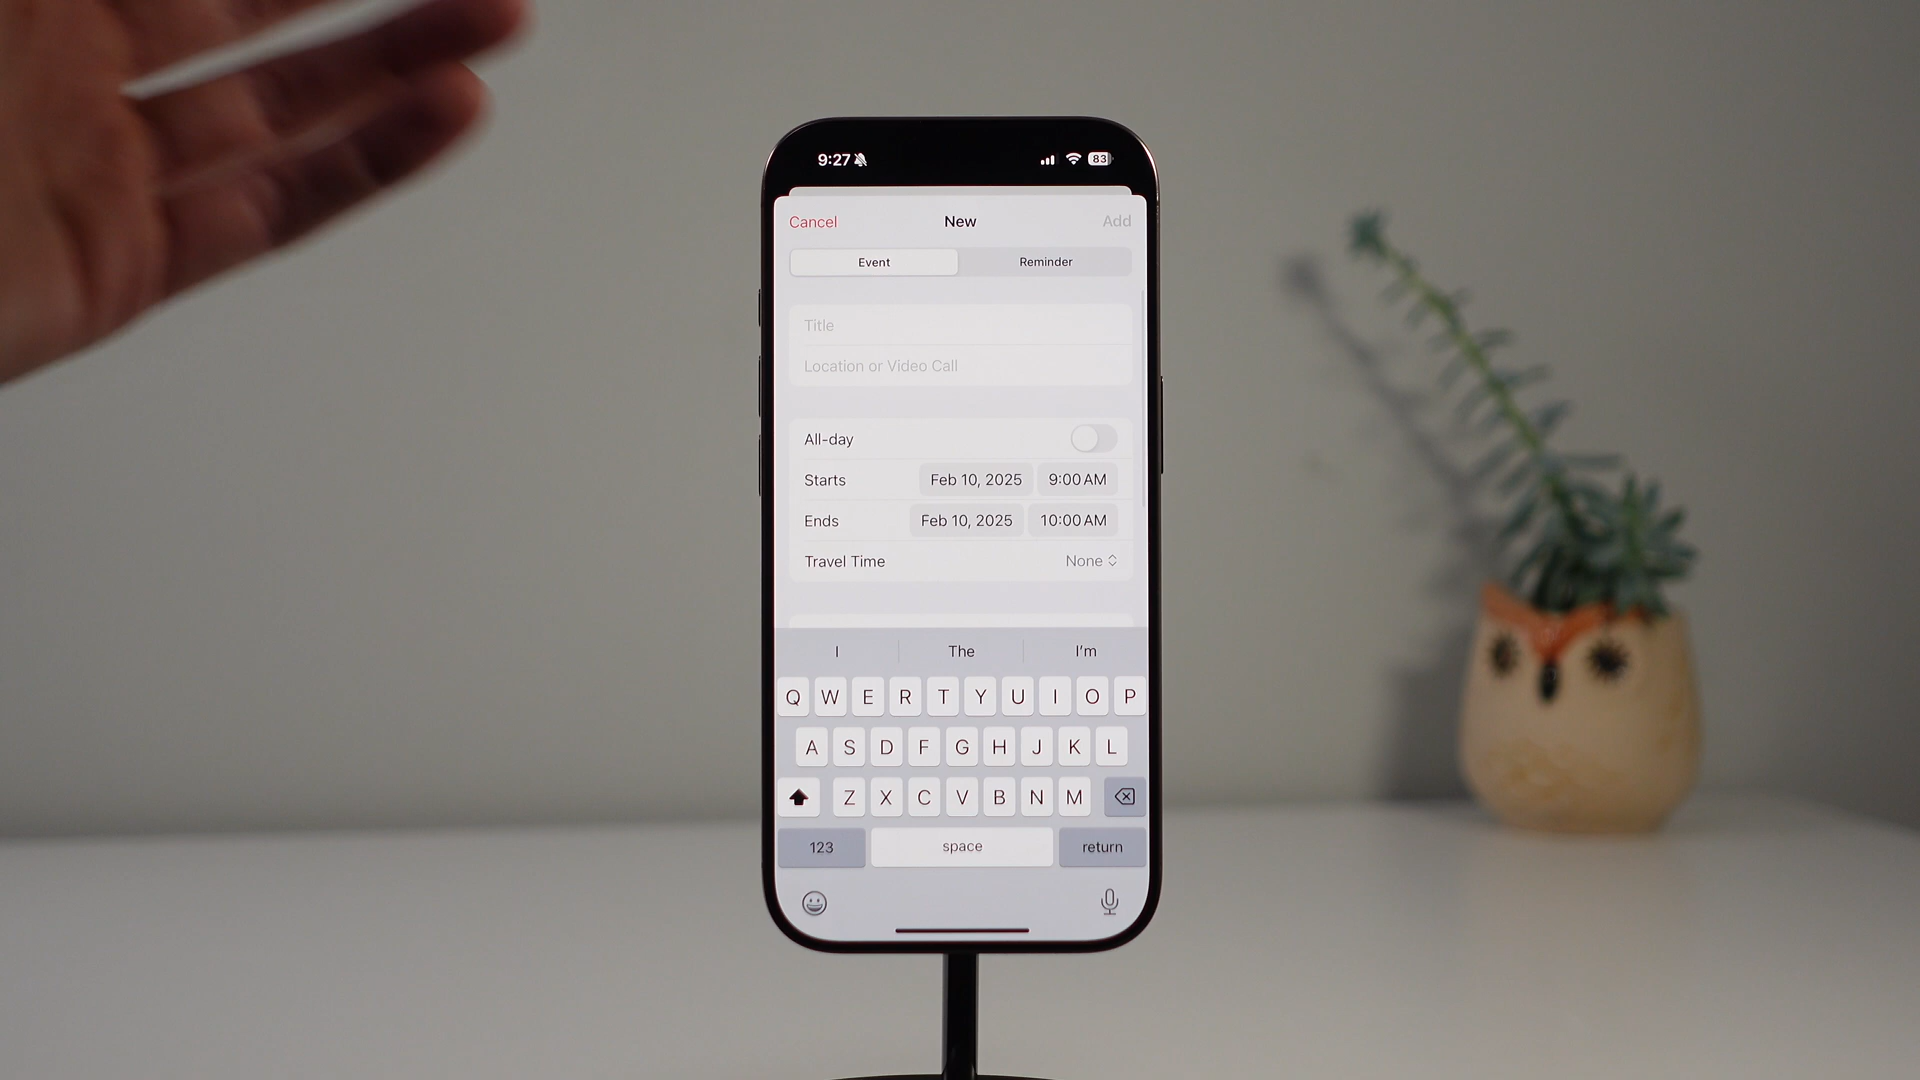 9:27 83
Cancel New Add
Event Reminder
Title
Location or Video Call
All-day
Starts Feb 10, 2025 9:00 AM
Ends Feb 10, 2025 10:00 AM
Travel Time None
I The I'm
Q W E R T Y U I O P
A S D F G H J K L
Z X C V B N M
123 space return